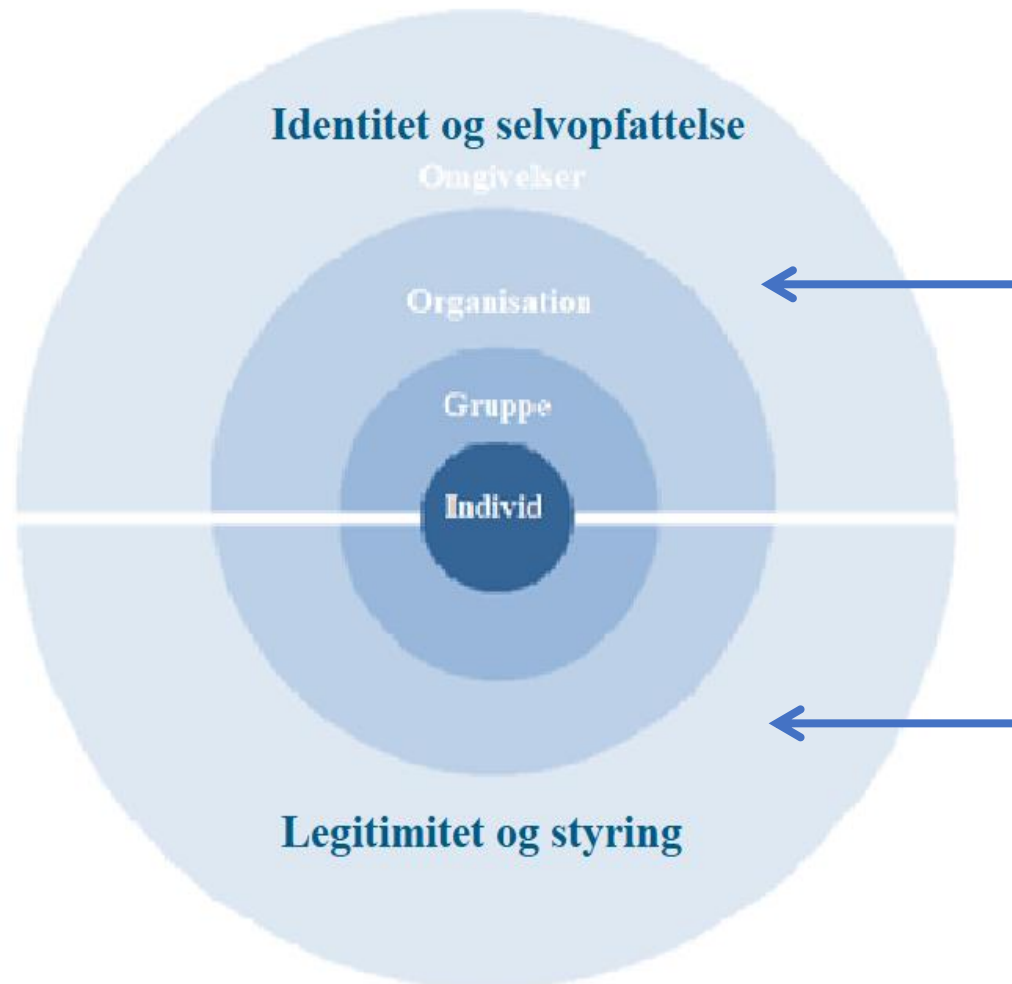 Identitet og selvopfattelse
Omgivelser
Organisation
Gruppe
Individ
Legitimitet og styring